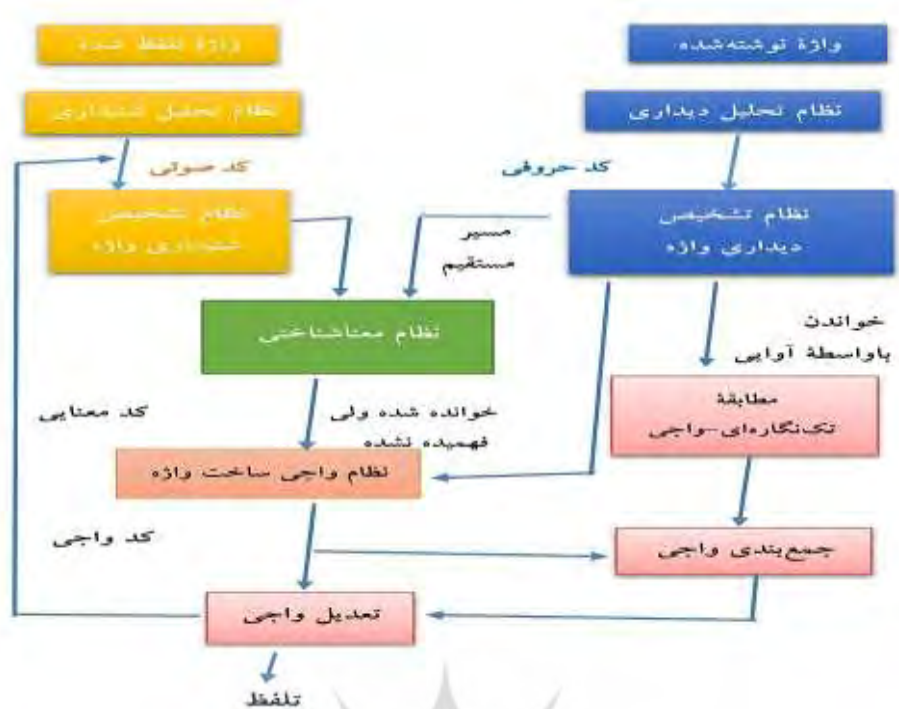 واژهٔ نوشته‌شده
واژهٔ تلفظ شده
نظام تحلیل دیداری
نظام تحلیل شنیداری
کد حروفی
کد صوتی
نظام تشخیص
دیداری واژه
نظام تشخیص
شنیداری واژه
مسیر
مستقیم
نظام معناشناختی
خواندن
باواسطهٔ آوایی
مطابقهٔ
تک‌نگاره‌ای-واجی
خوانده شده ولی
فهمیده نشده
کد معنایی
نظام واجی ساخت واژه
کد واجی
جمع‌بندی واجی
تعدیل واجی
تلفظ